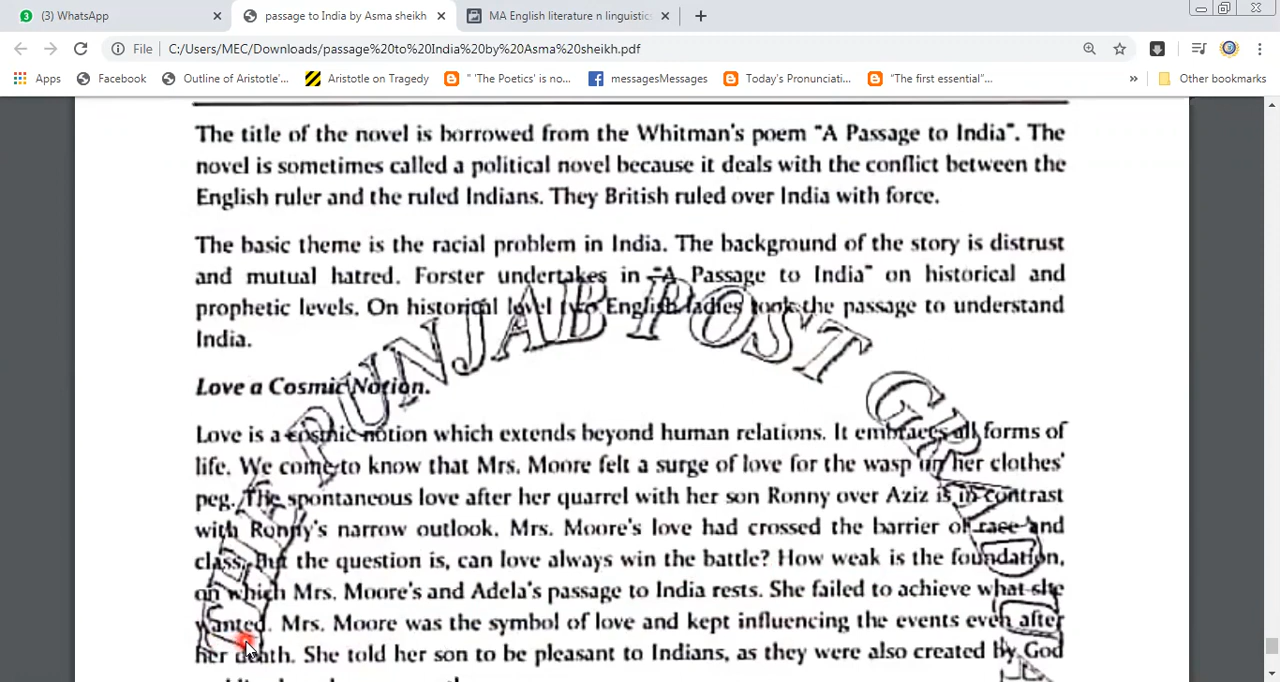 (3) WhatsApp
passage to India by Asma sheikh
MA English literature n linguistic
File
C:/Users/MEC/Downloads/passage%20to%20India%20by%20Asma%20sheikh.pdf
Apps
Facebook
Outline of Aristotle'...
Aristotle on Tragedy
" 'The Poetics' is no...
messagesMessages
Today's Pronunciati...
"The first essential"...
»
Other bookmarks
The title of the novel is borrowed from the Whitman's poem "A Passage to India". The
novel is sometimes called a political novel because it deals with the conflict between the
English ruler and the ruled Indians. They British ruled over India with force.
The basic theme is the racial problem in India. The background of the story is distrust
and mutual hatred. Forster undertakes in "A Passage to India" on historical and
prophetic levels. On historical level two English ladies took the passage to understand
India.
Love a Cosmic Notion.
Love is a cosmic notion which extends beyond human relations. It embraces all forms of
life. We come to know that Mrs. Moore felt a surge of love for the wasp on her clothes'
peg. The spontaneous love after her quarrel with her son Ronny over Aziz is in contrast
with Ronny's narrow outlook. Mrs. Moore's love had crossed the barrier of race and
class. But the question is, can love always win the battle? How weak is the foundation,
on which Mrs. Moore's and Adela's passage to India rests. She failed to achieve what she
wanted. Mrs. Moore was the symbol of love and kept influencing the events even after
her death. She told her son to be pleasant to Indians, as they were also created by God
PUNJAB POST